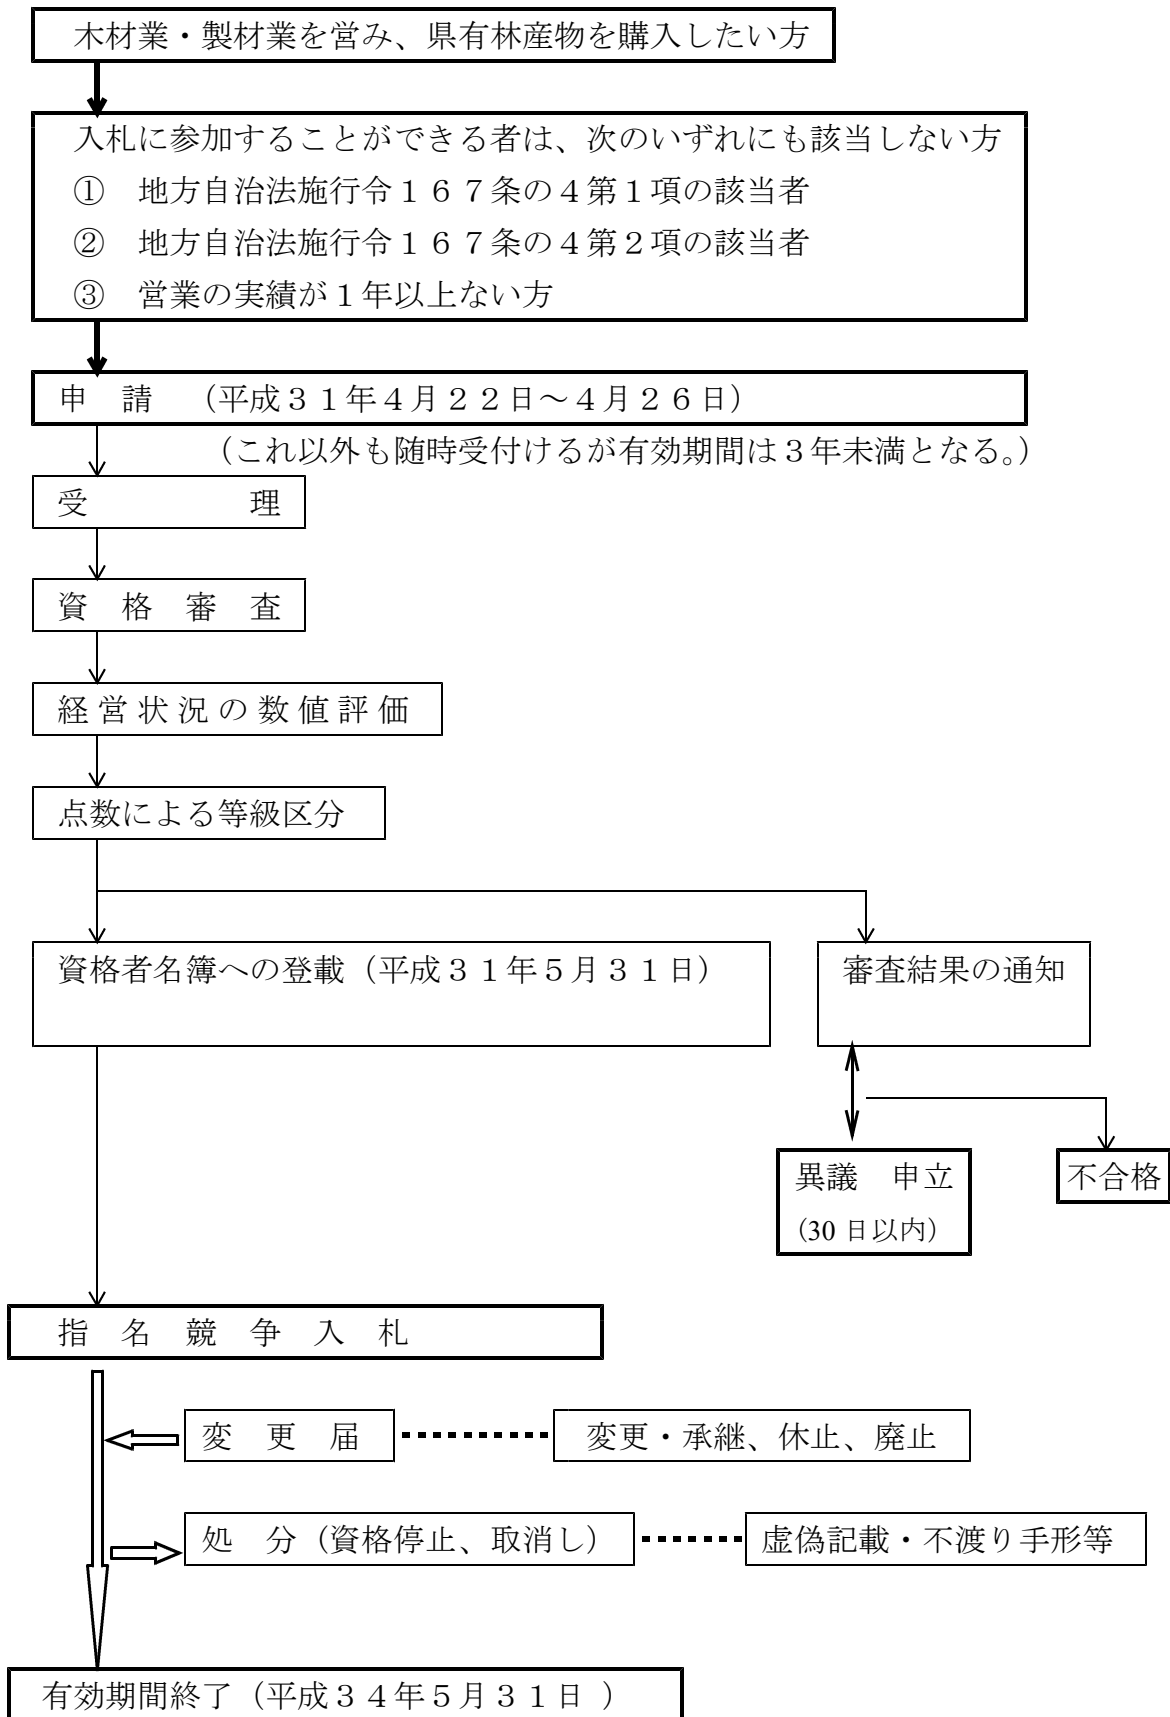 木材業・製材業を営み、県有林産物を購入したい方
入札に参加することができる者は、次のいずれにも該当しない方
①　地方自治法施行令１６７条の４第１項の該当者
②　地方自治法施行令１６７条の４第２項の該当者
③　営業の実績が１年以上ない方
申　請　（平成３１年４月２２日～４月２６日）
（これ以外も随時受付けるが有効期間は３年未満となる。）
受　　　　　理
資　格　審　査
経営状況の数値評価
点数による等級区分
資格者名簿への登載（平成３１年５月３１日）
審査結果の通知
異議　申立
（30日以内）
不合格
指　名　競　争　入　札
変　更　届
変更・承継、休止、廃止
処　分（資格停止、取消し）
虚偽記載・不渡り手形等
有効期間終了（平成３４年５月３１日 ）